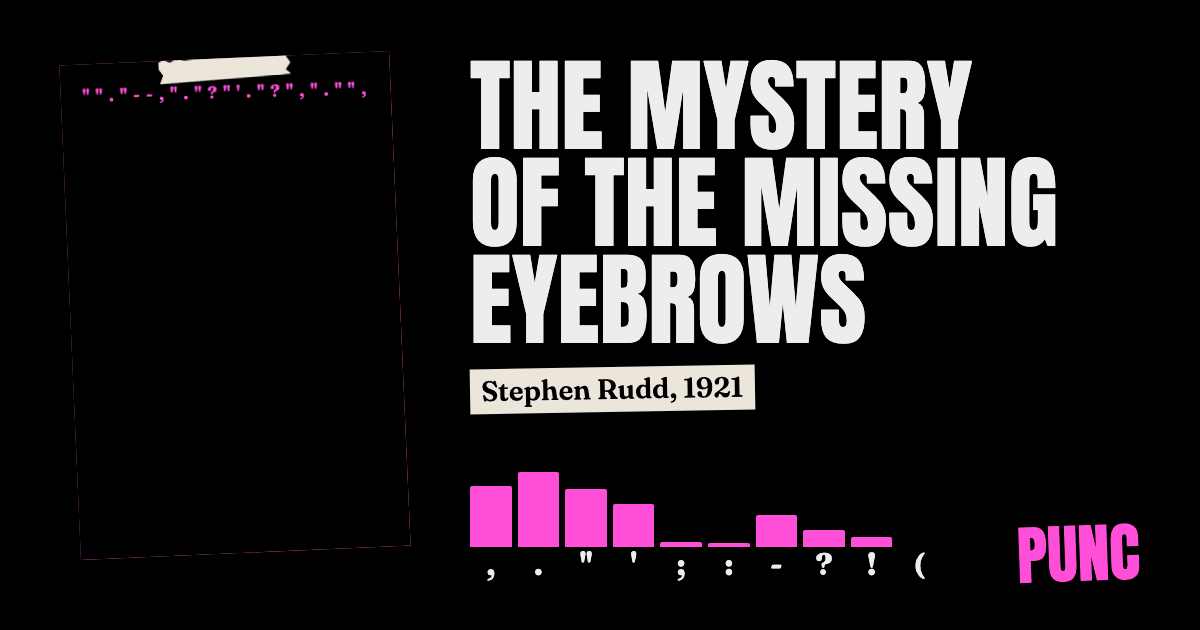 ""."--,"."?"'."?","."",
THE MYSTERY
OF THE MISSING
EYEBROWS
Stephen Rudd, 1921
, . " ' ; : - ? ! (
PUNC